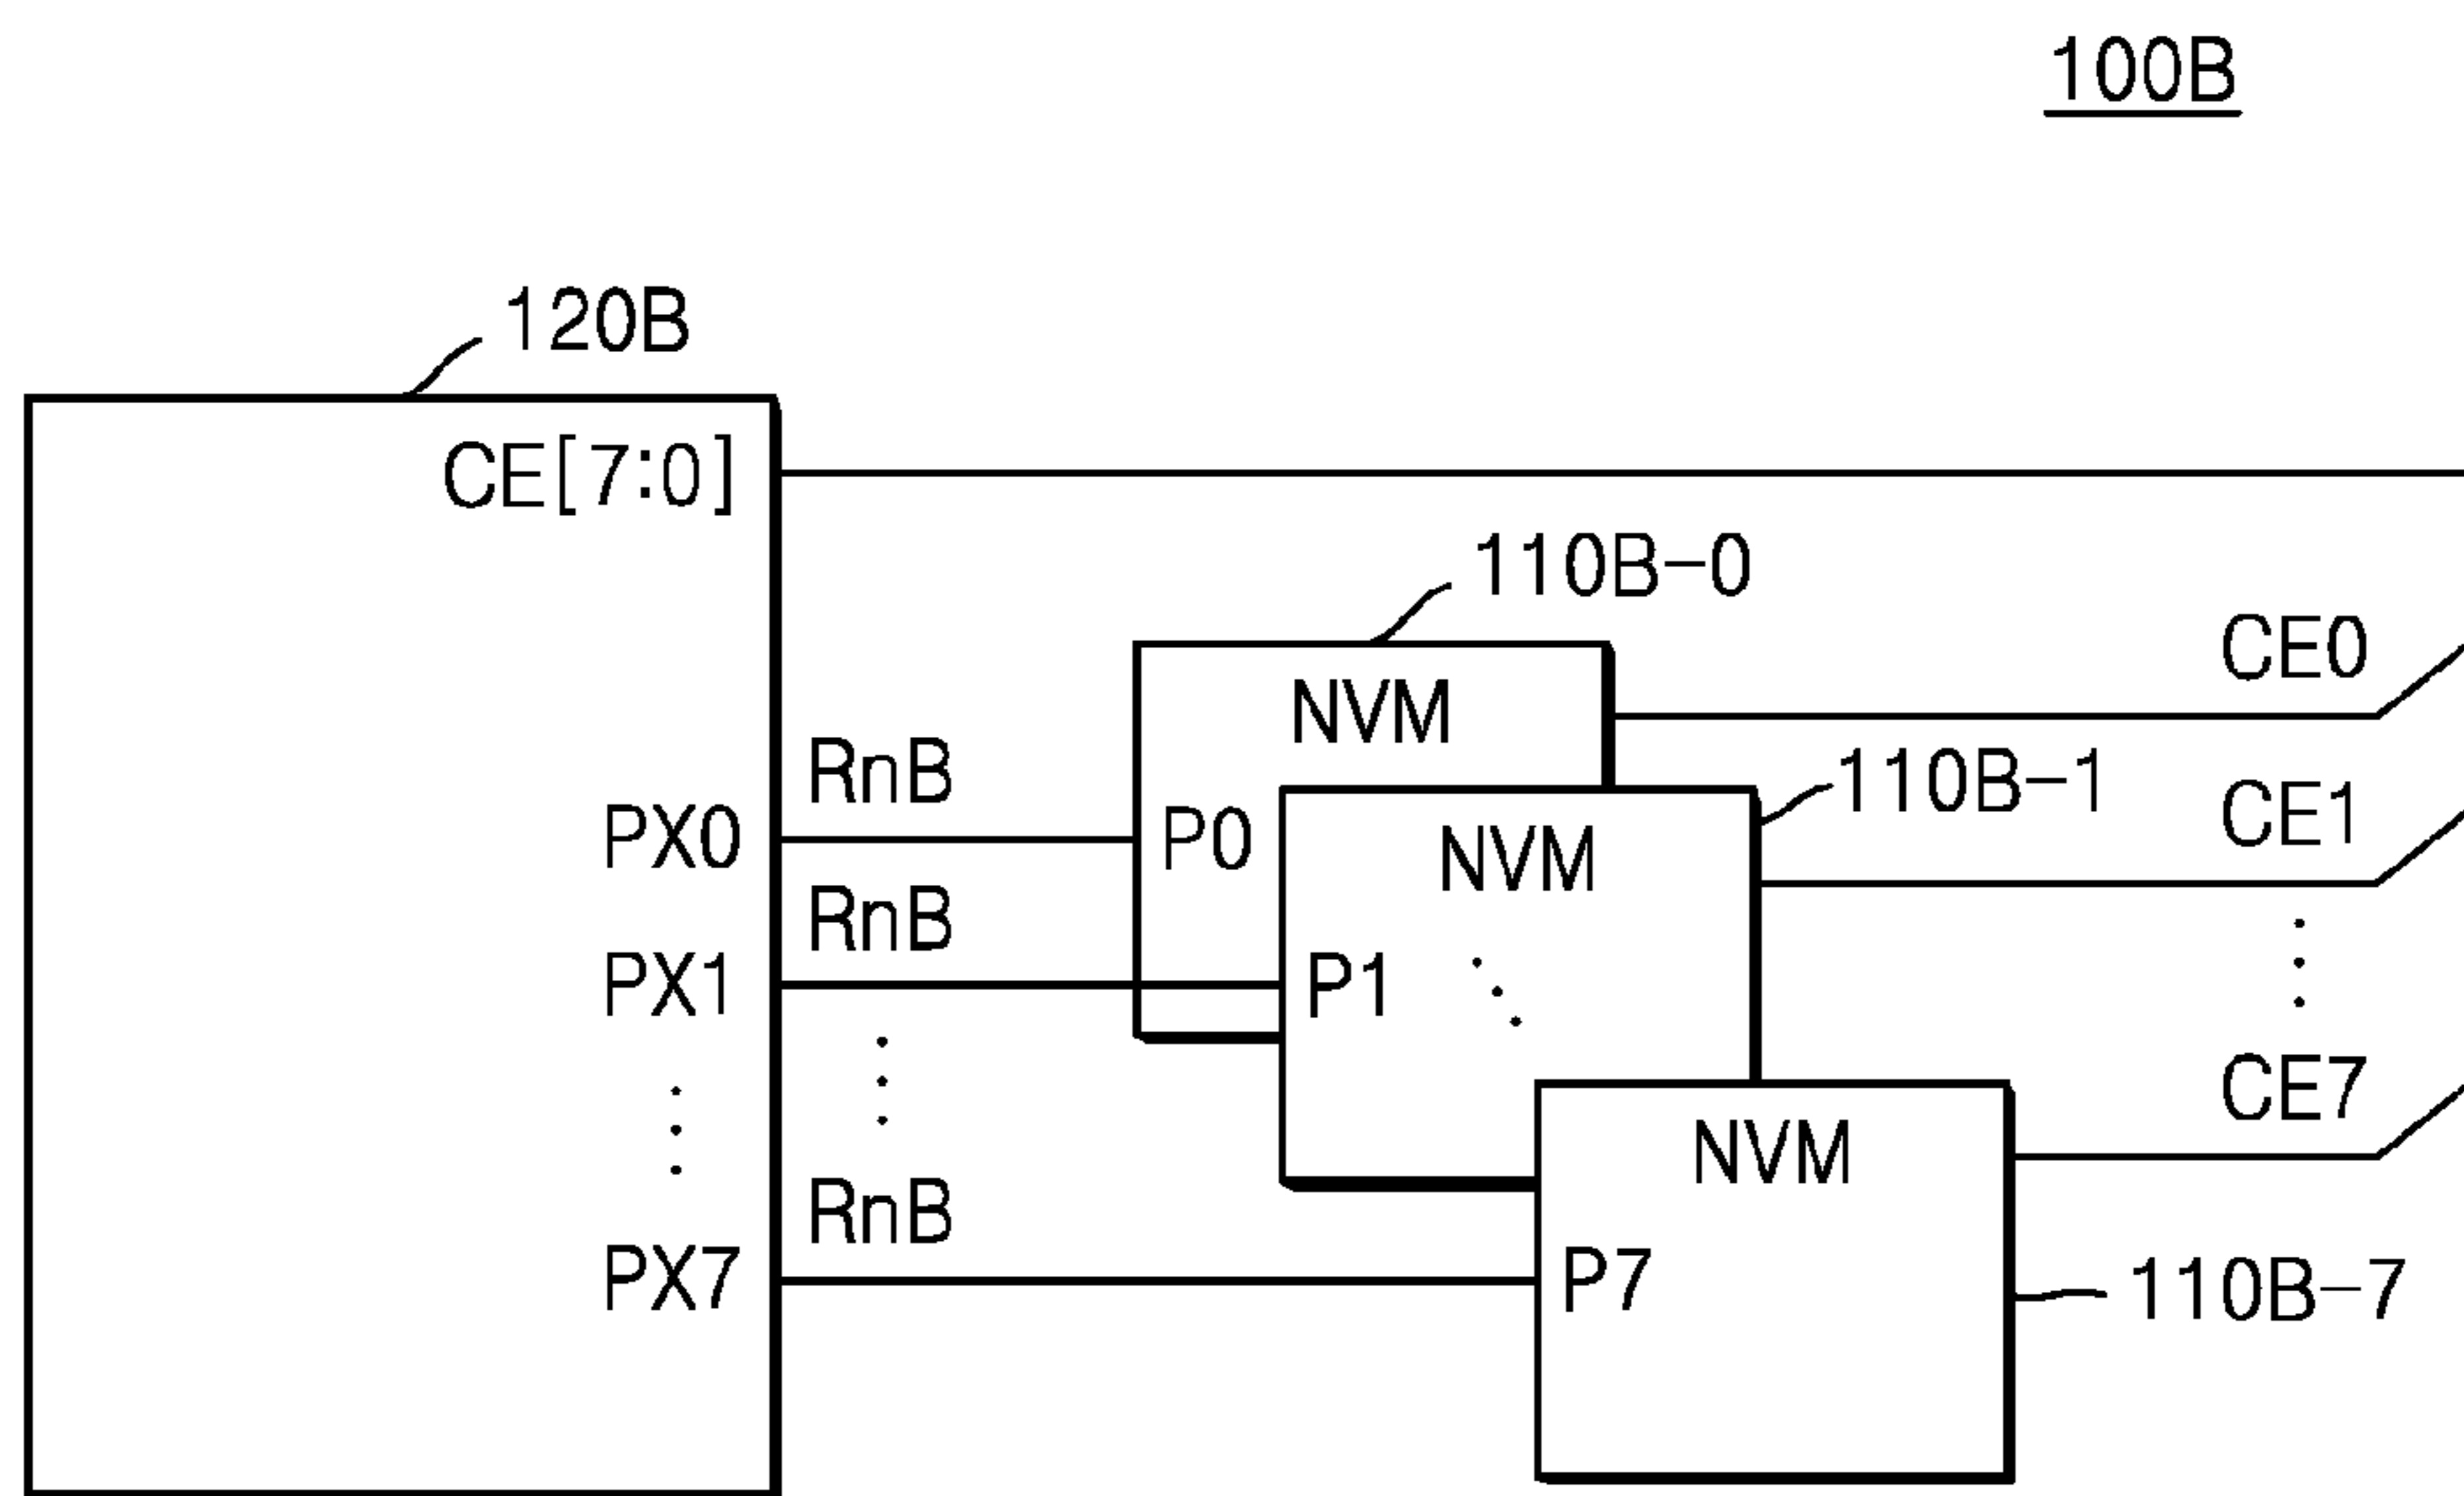 100B
120B
CE[7:0]
110B-0
CE0
NVM
RnB
110B-1
CE1
PX0
P0
NVM
RnB
PX1
P1
CE7
NVM
RnB
PX7
P7
110B-7